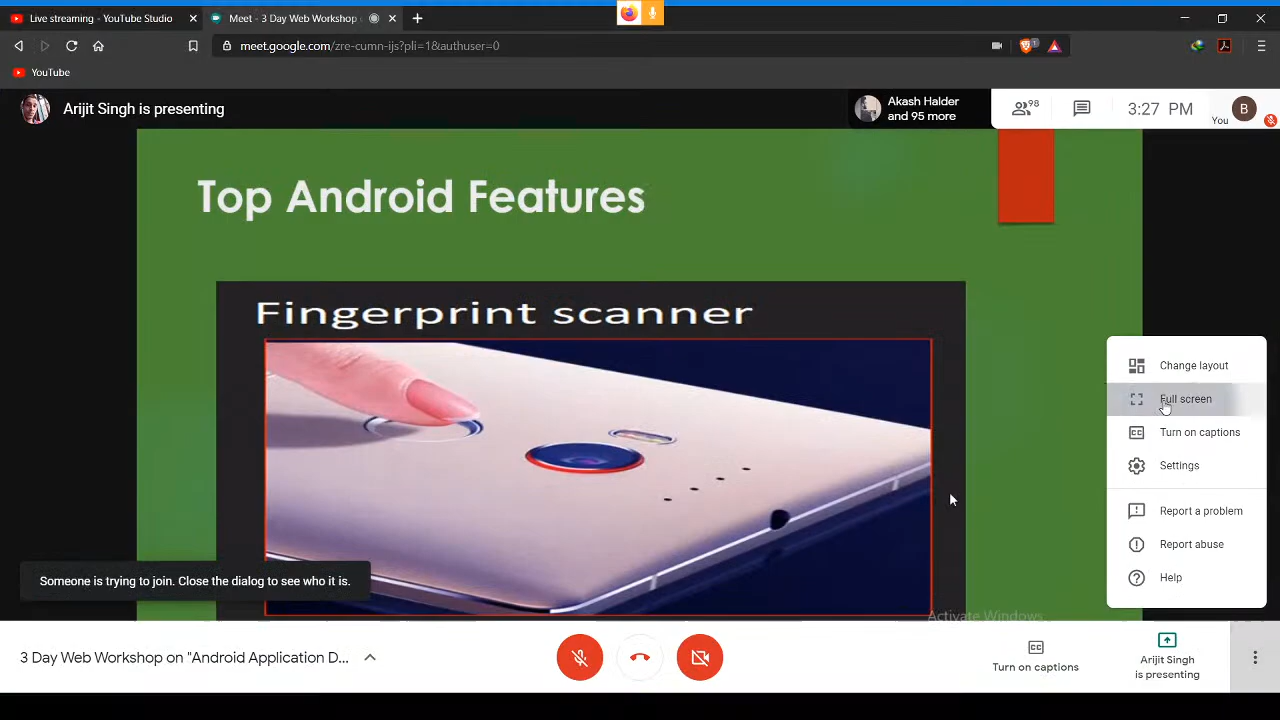 Live streaming - YouTube Studio
Meet - 3 Day Web Workshop
meet.google.com/zre-cumn-ijs?pli=1&authuser=0
1
YouTube
Arijit Singh is presenting
Akash Halder
and 95 more
98
3:27 PM
You
B
Top Android Features
Fingerprint scanner
Change layout
Full screen
Turn on captions
Settings
Report a problem
Report abuse
Help
Someone is trying to join. Close the dialog to see who it is.
Activate Windows
3 Day Web Workshop on "Android Application D...
CC
Turn on captions
Arijit Singh
is presenting